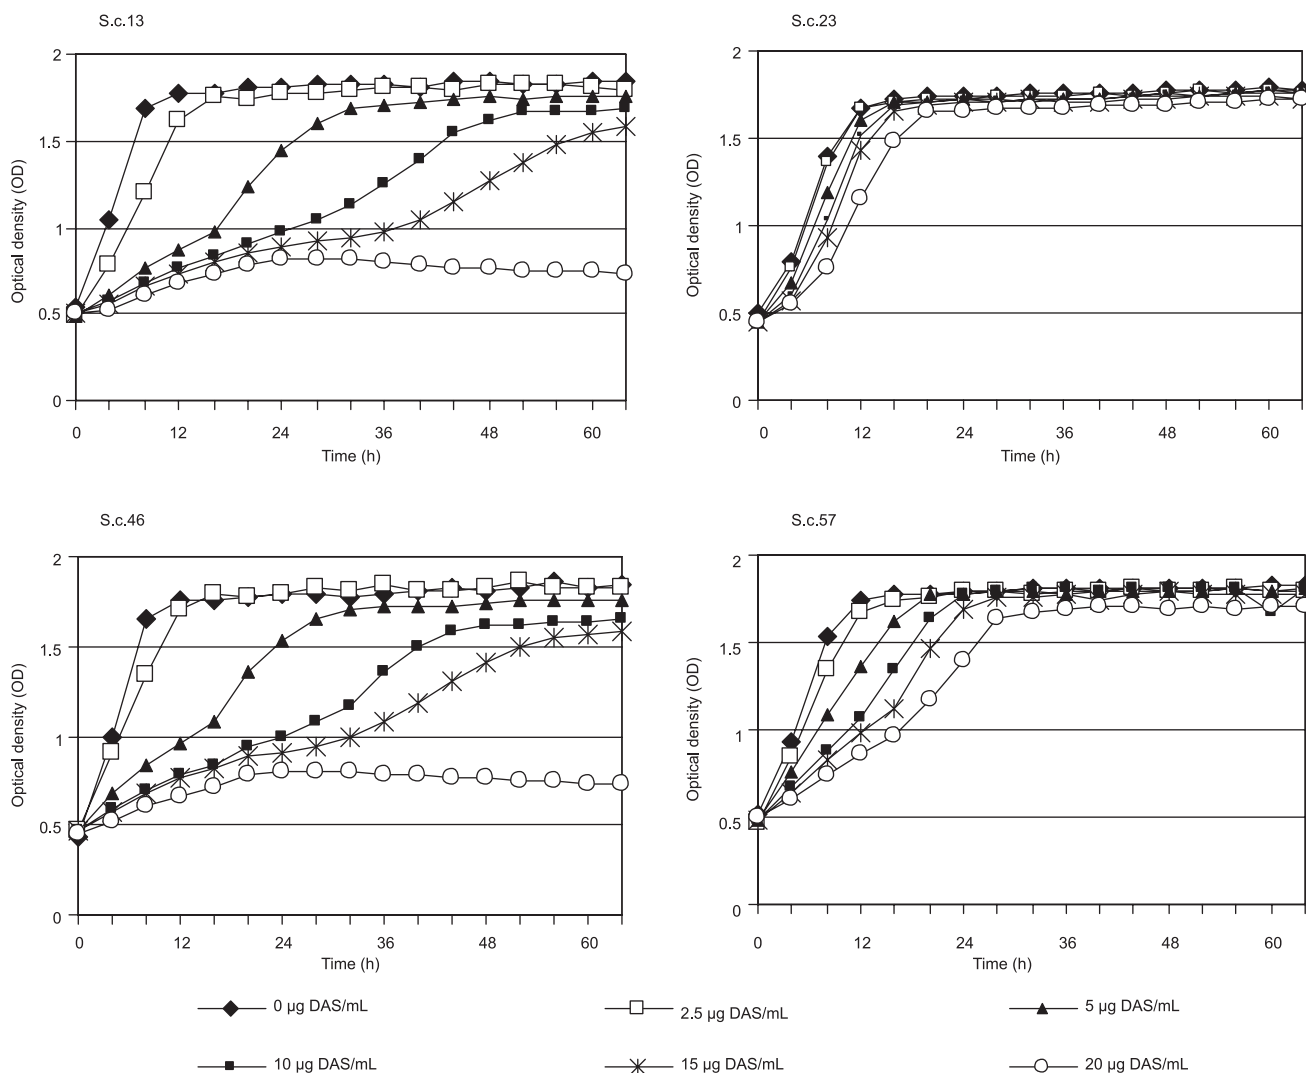 S.c.13
Optical density (OD)
2
1.5
1
0.5
0
0 12 24 36 48 60
Time (h)
S.c.23
Optical density (OD)
2
1.5
1
0.5
0
0 12 24 36 48 60
Time (h)
S.c.46
Optical density (OD)
2
1.5
1
0.5
0
0 12 24 36 48 60
Time (h)
S.c.57
Optical density (OD)
2
1.5
1
0.5
0
0 12 24 36 48 60
Time (h)
0 µg DAS/mL
2.5 µg DAS/mL
5 µg DAS/mL
10 µg DAS/mL
15 µg DAS/mL
20 µg DAS/mL